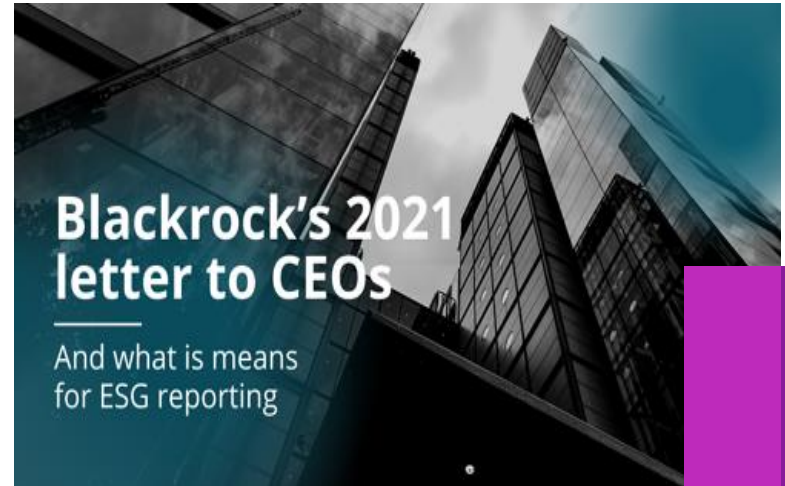 Blackrock’s 2021
letter to CEOs
And what is means
for ESG reporting